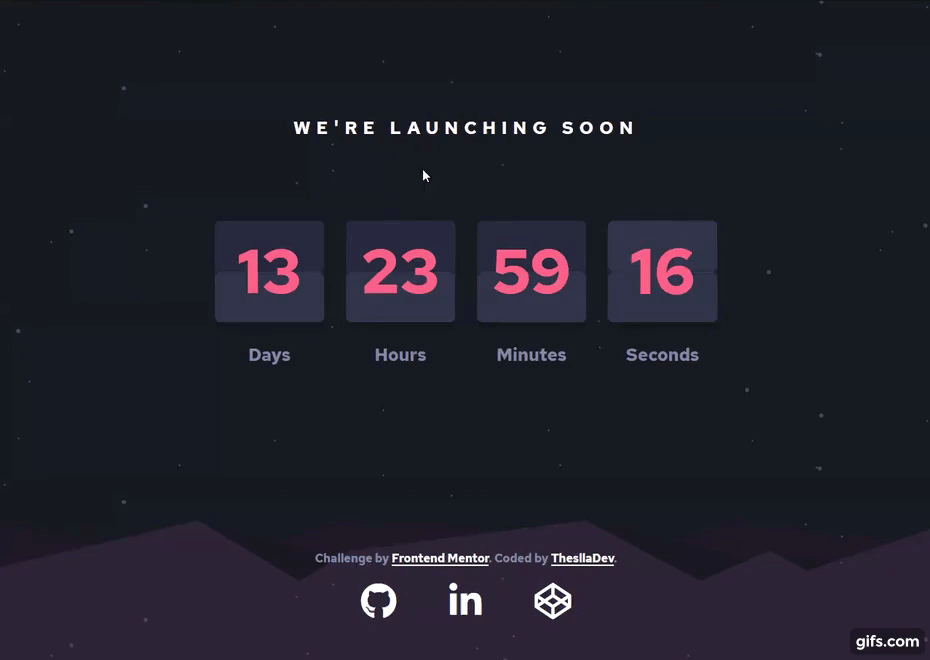 WE'RE LAUNCHING SOON
13 23 59 16
Days Hours Minutes Seconds
Challenge by Frontend Mentor. Coded by ThesllaDev.
in
gifs.com